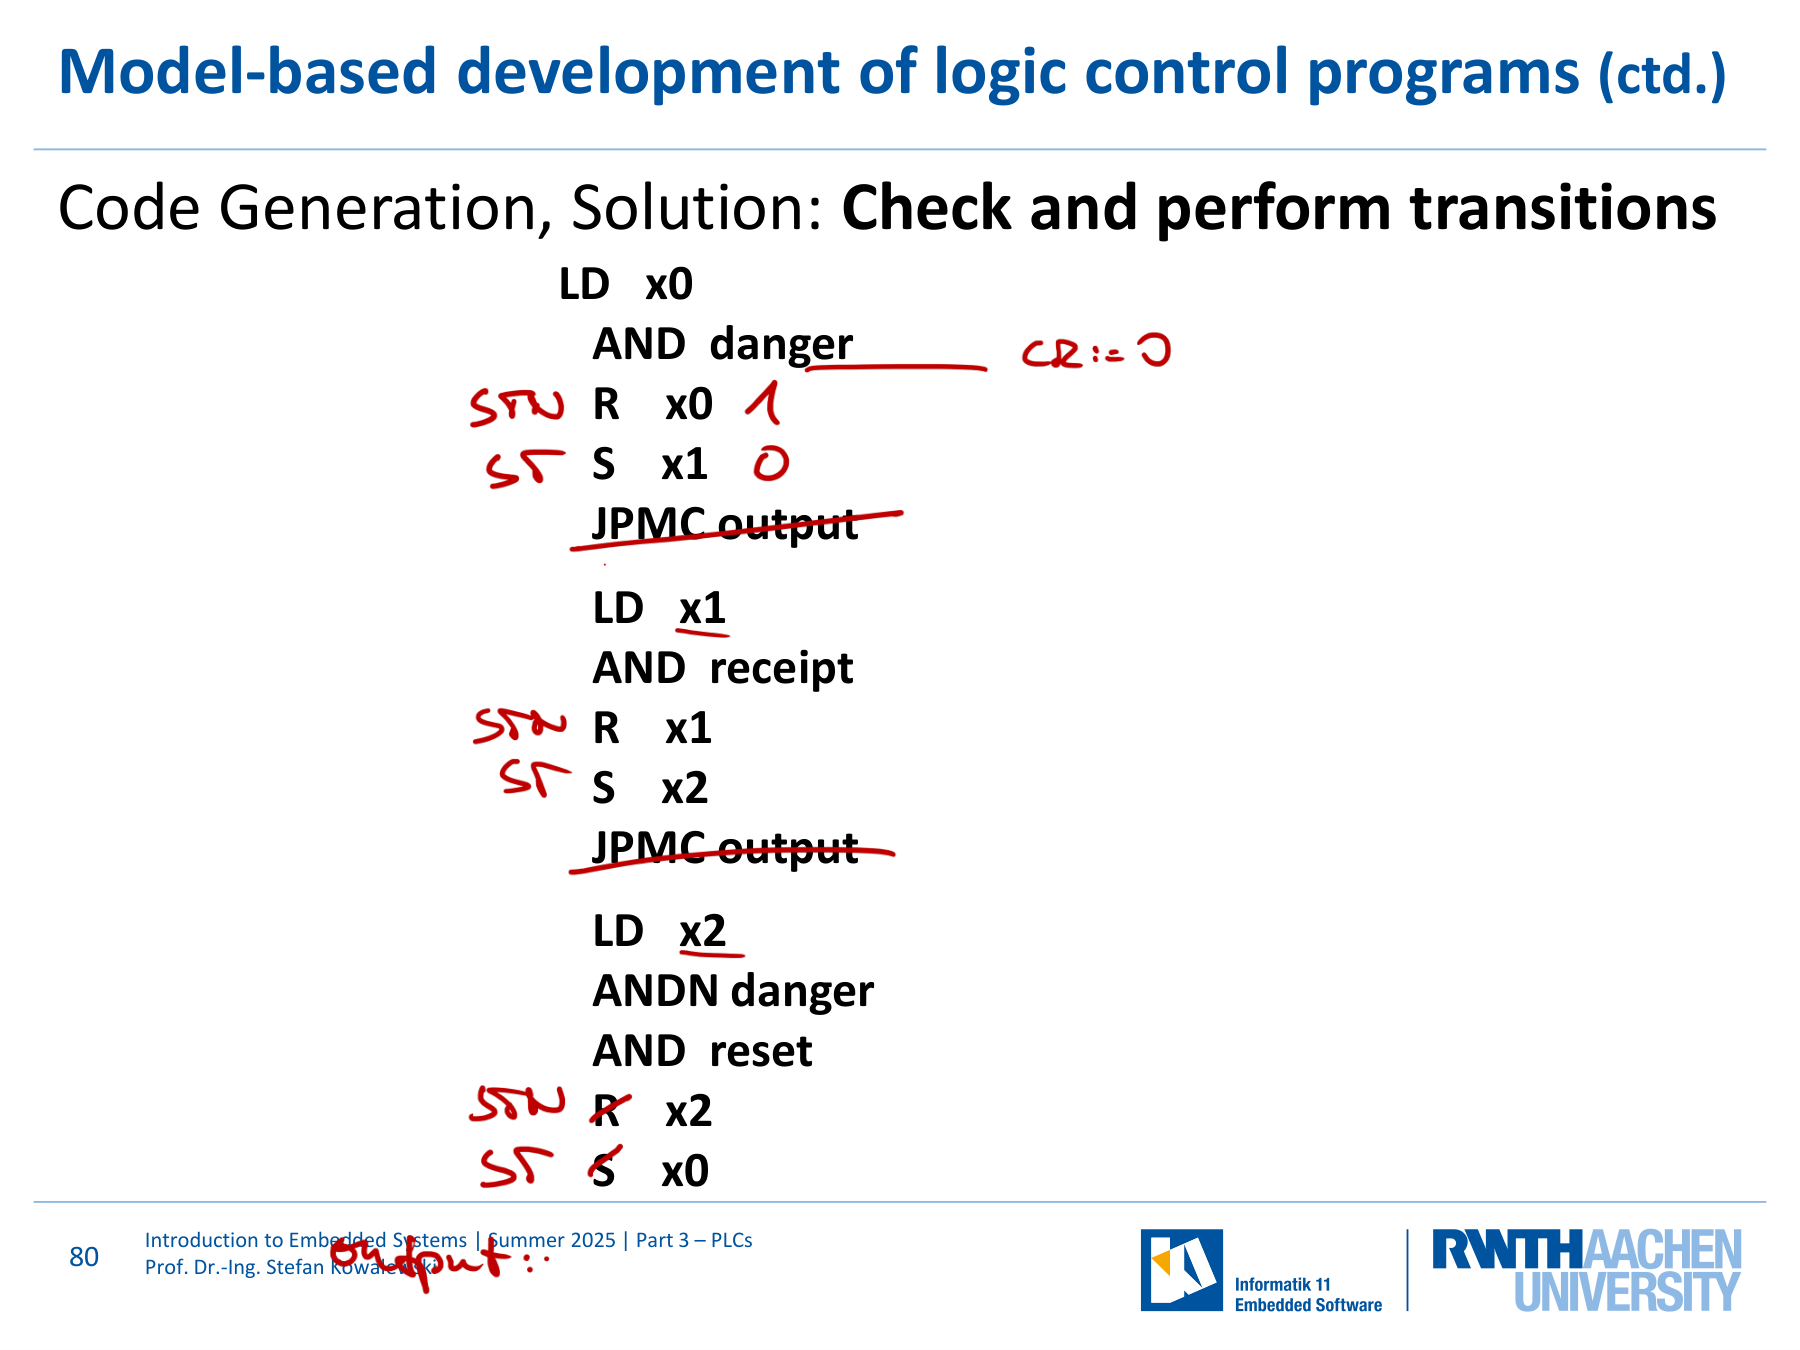 Model-based development of logic control programs (ctd.)
Code Generation, Solution: Check and perform transitions
LD x0
AND danger CR:=0
STN R x0 1
ST S x1 0
JPMC output
LD x1
AND receipt
STN R x1
ST S x2
JPMC output
LD x2
ANDN danger
AND reset
STN R x2
ST S x0
output:
80
Introduction to Embedded Systems | Summer 2025 | Part 3 – PLCs
Prof. Dr.-Ing. Stefan Kowalewski
Informatik 11
Embedded Software
RWTH AACHEN
UNIVERSITY